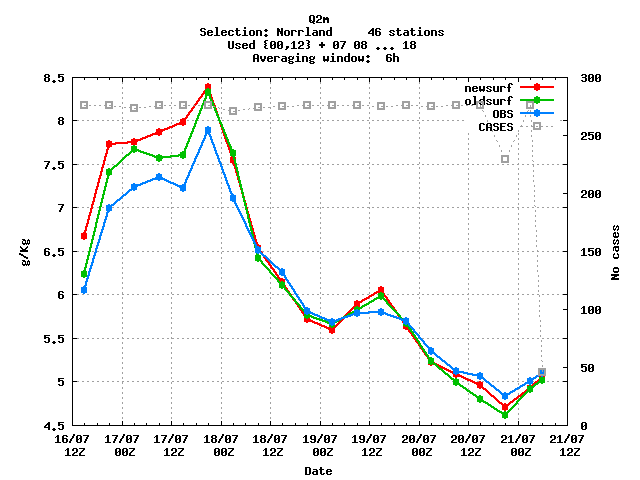 Q2m
Selection: Norrland     46 stations
Used {00,12} + 07 08 ... 18
Averaging window:  6h
newsurf
oldsurf
OBS
CASES
8.5
8
7.5
7
6.5
6
5.5
5
4.5
g/Kg
300
250
200
150
100
50
0
No cases
16/07 17/07 17/07 18/07 18/07 19/07 19/07 20/07 20/07 21/07 21/07
12Z 00Z 12Z 00Z 12Z 00Z 12Z 00Z 12Z 00Z 12Z
Date